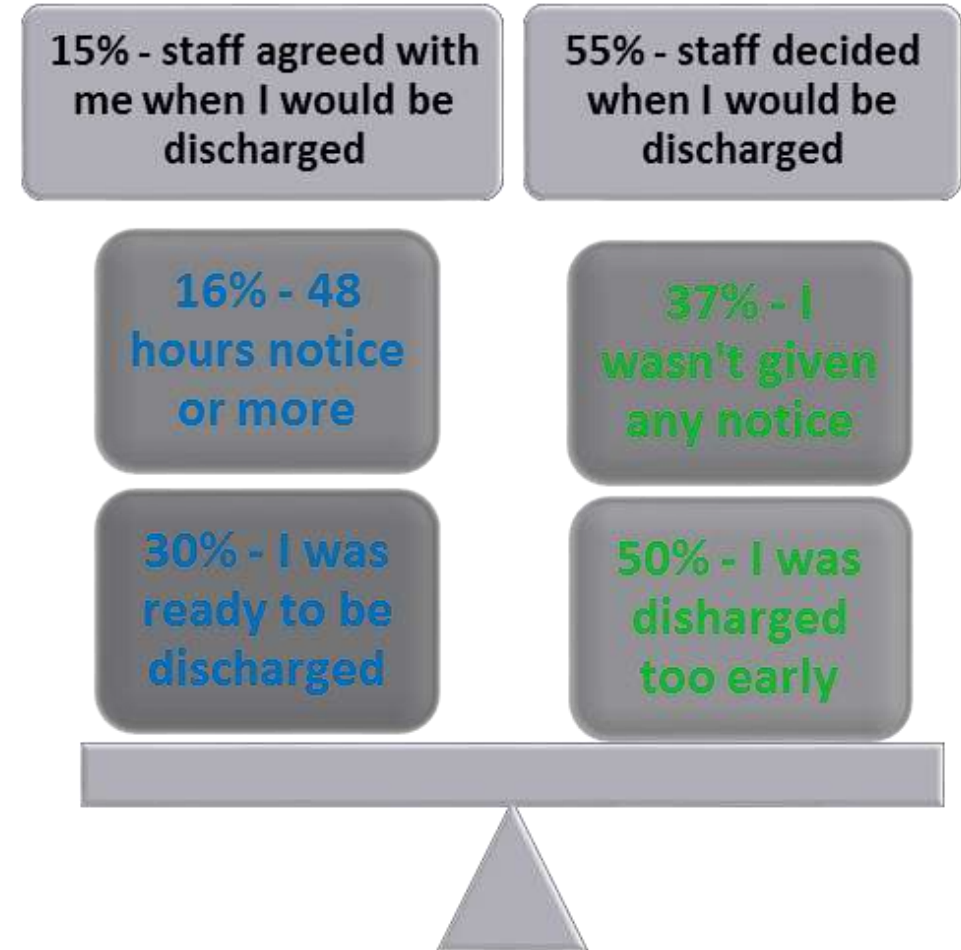 15% - staff agreed with
me when I would be
discharged
55% - staff decided
when I would be
discharged
16% - 48
hours notice
or more
37% - I
wasn't given
any notice
30% - I was
ready to be
discharged
50% - I was
disharged
too early